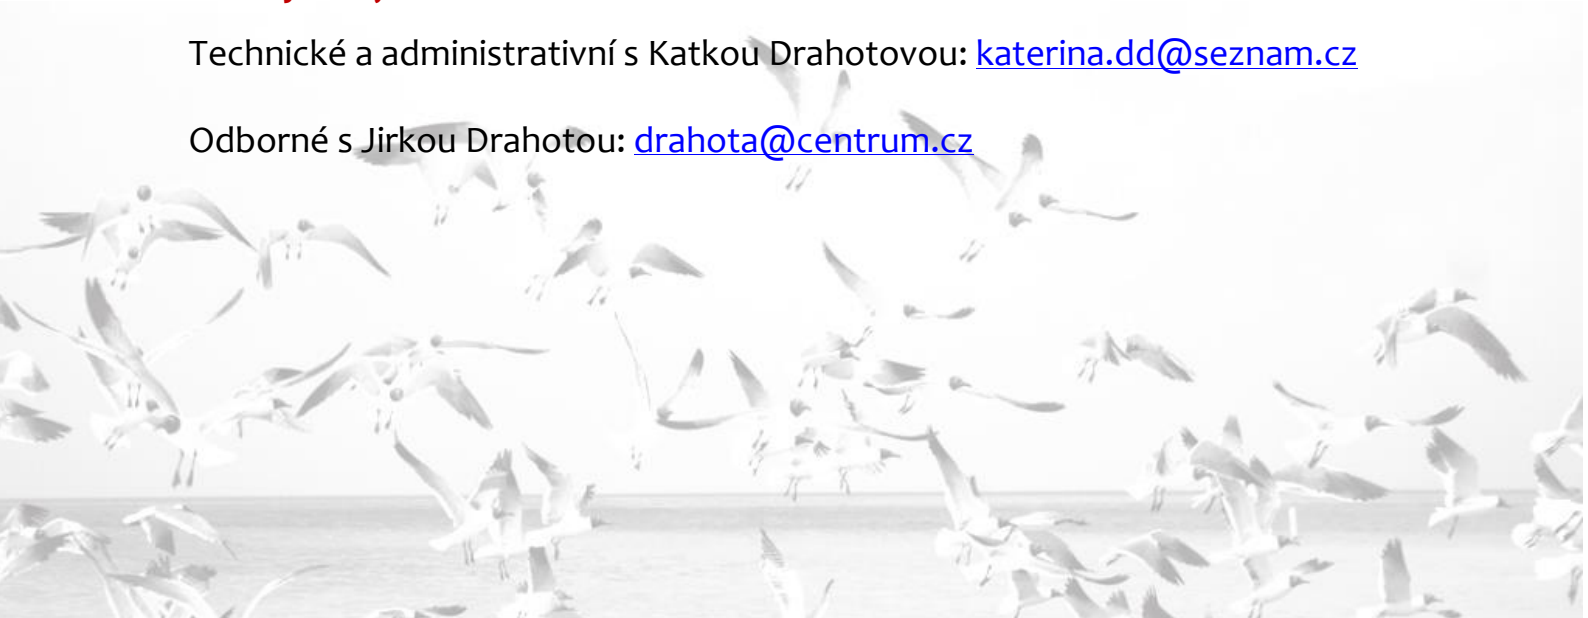 Technické a administrativní s Katkou Drahotovou: katerina.dd@seznam.cz
Odborné s Jirkou Drahotou: drahota@centrum.cz